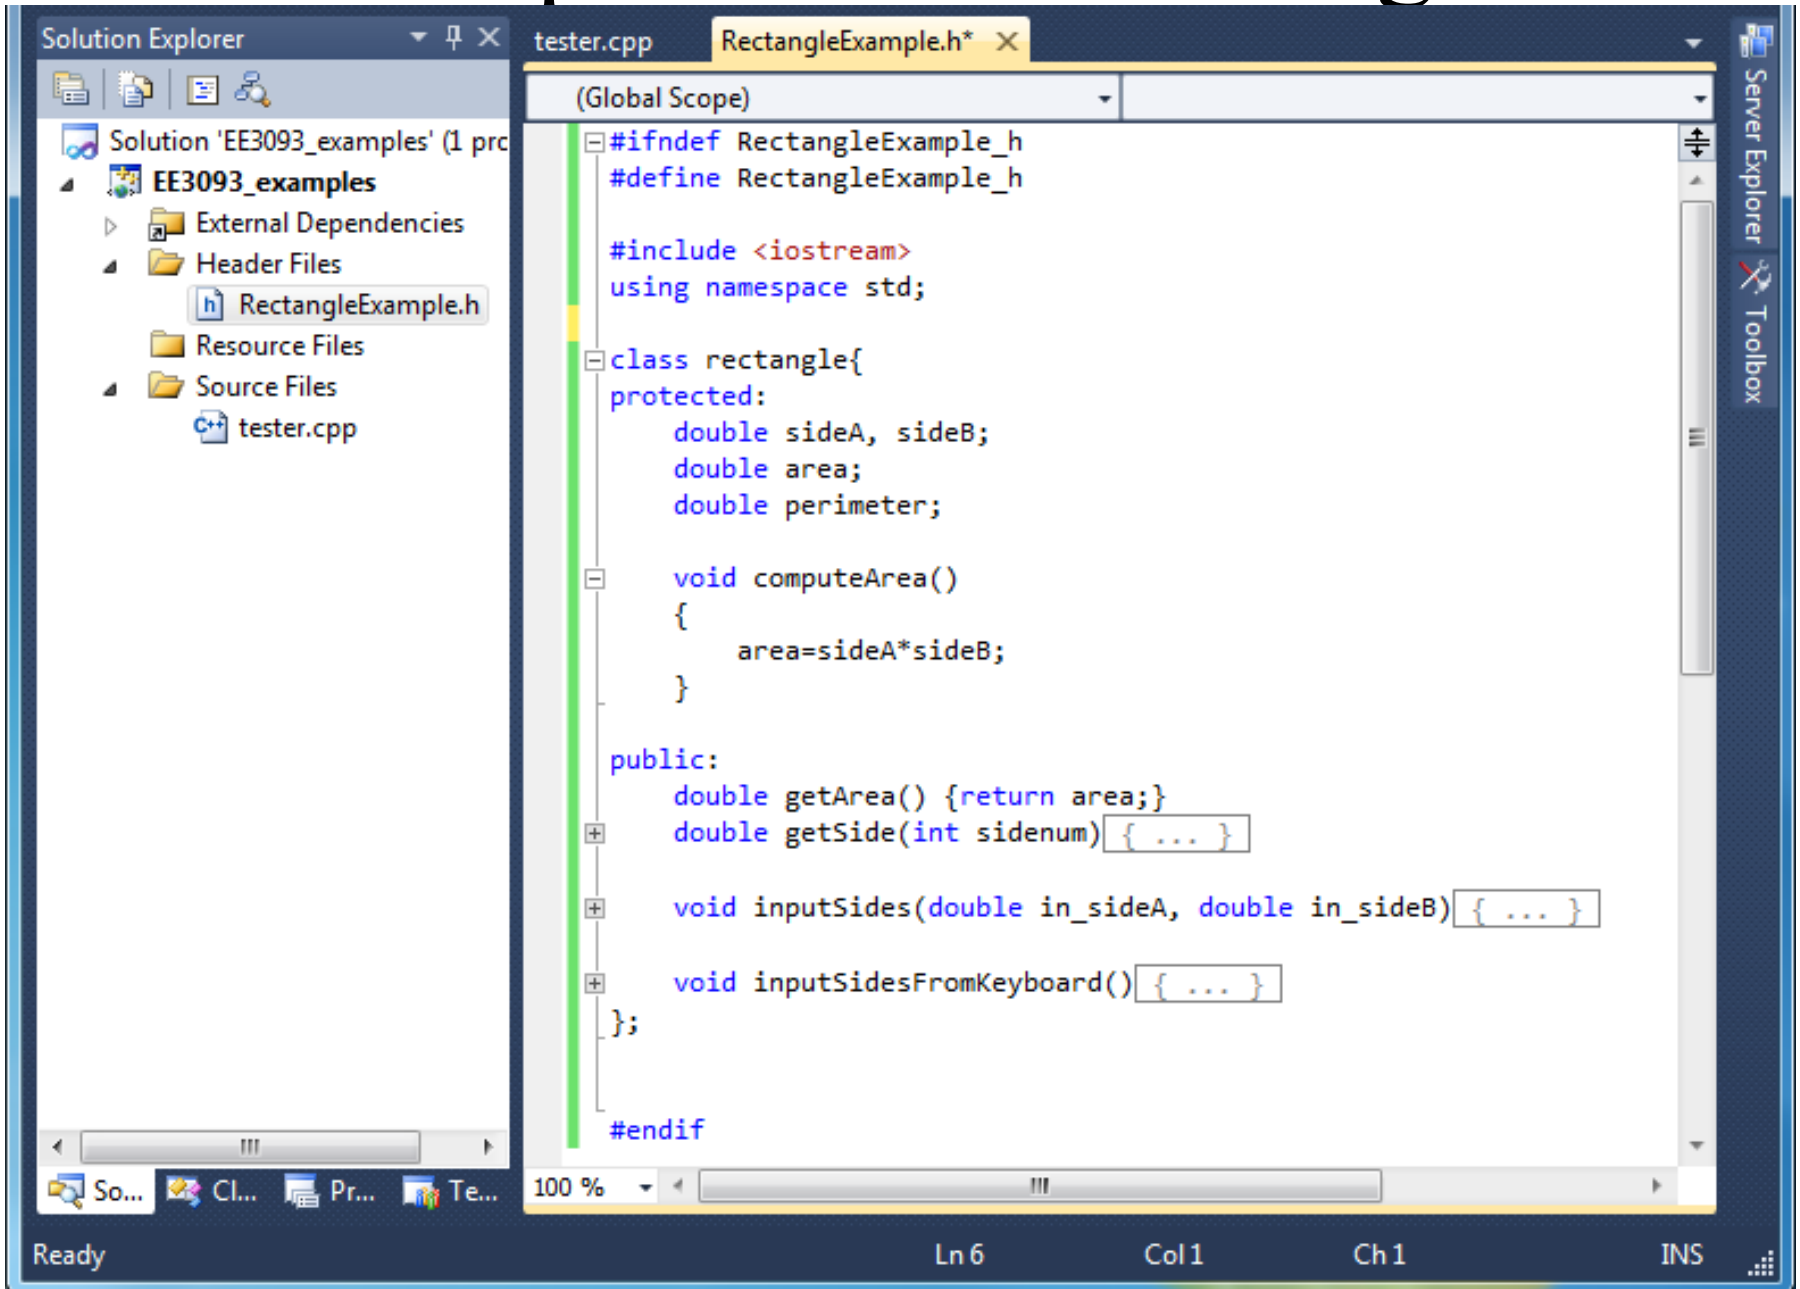 Solution Explorer
tester.cpp
RectangleExample.h*
(Global Scope)
Solution 'EE3093_examples' (1 prc
EE3093_examples
External Dependencies
Header Files
RectangleExample.h
Resource Files
Source Files
tester.cpp
#ifndef RectangleExample_h
#define RectangleExample_h
#include <iostream>
using namespace std;
class rectangle{
protected:
double sideA, sideB;
double area;
double perimeter;
void computeArea()
{
area=sideA*sideB;
}
public:
double getArea() {return area;}
double getSide(int sidenum) { ... }
void inputSides(double in_sideA, double in_sideB) { ... }
void inputSidesFromKeyboard() { ... }
};
#endif
Server Explorer
Toolbox
So...
Cl...
Pr...
Te...
100 %
Ready
Ln 6
Col 1
Ch 1
INS